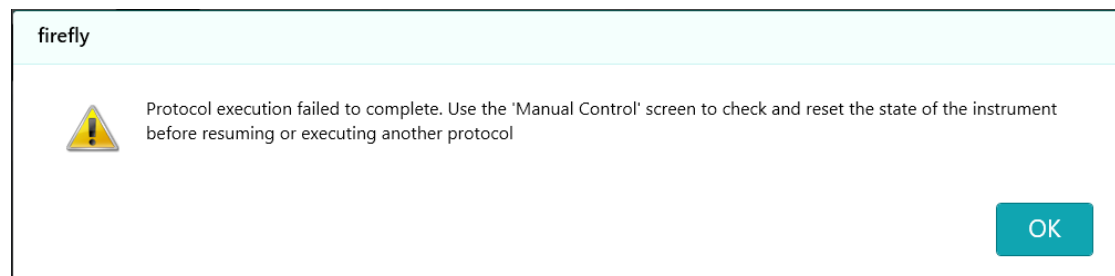 firefly
Protocol execution failed to complete. Use the 'Manual Control' screen to check and reset the state of the instrument
before resuming or executing another protocol
OK